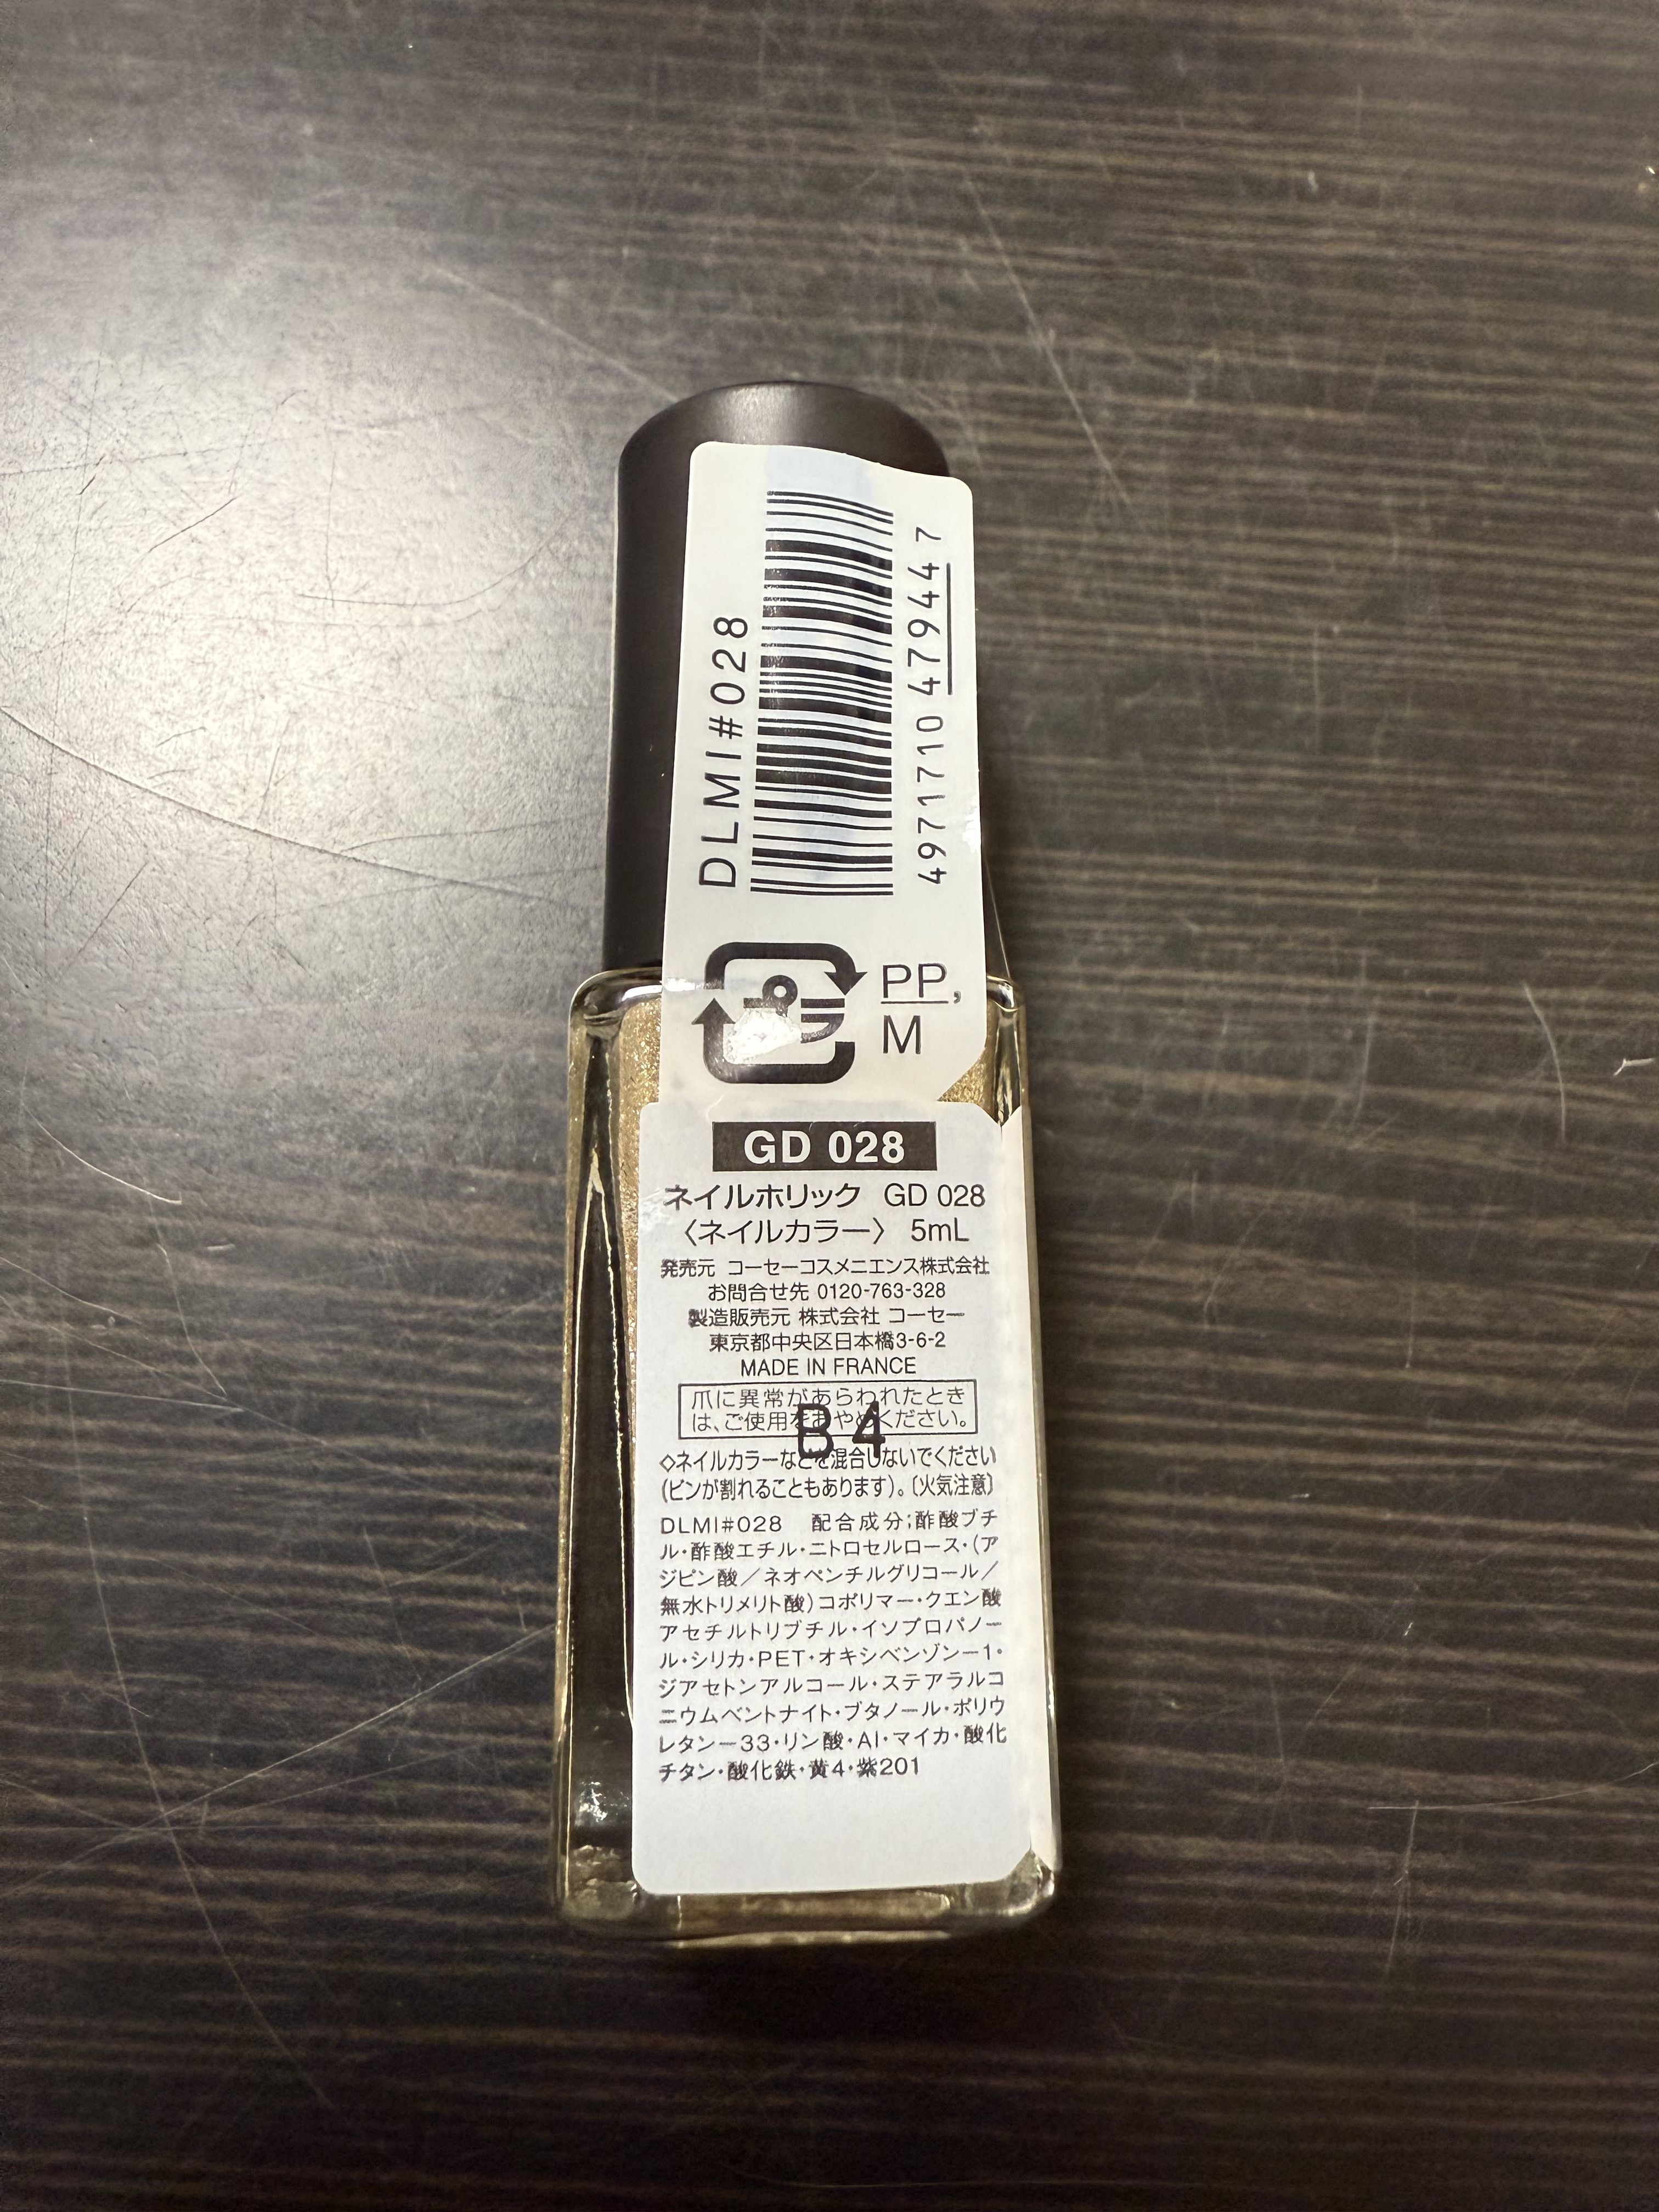 DLMI#028
4971710 479447
プラ
PP,
M
GD 028
ネイルホリック GD 028
〈ネイルカラー〉 5mL
発売元 コーセーコスメニエンス株式会社
お問合せ先 0120-763-328
製造販売元 株式会社 コーセー
東京都中央区日本橋3-6-2
MADE IN FRANCE
爪に異常があらわれたとき
は、ご使用をおやめください。
B4
◇ネイルカラーなどを混合しないでください
(ビンが割れることもあります)。〔火気注意〕
DLMI#028 配合成分;酢酸ブチ
ル・酢酸エチル・ニトロセルロース・(ア
ジピン酸／ネオペンチルグリコール／
無水トリメリト酸)コポリマー・クエン酸
アセチルトリブチル・イソプロパノー
ル・シリカ・PET・オキシベンゾン－1・
ジアセトンアルコール・ステアラルコ
ニウムベントナイト・ブタノール・ポリウ
レタン－33・リン酸・Al・マイカ・酸化
チタン・酸化鉄・黄4・紫201